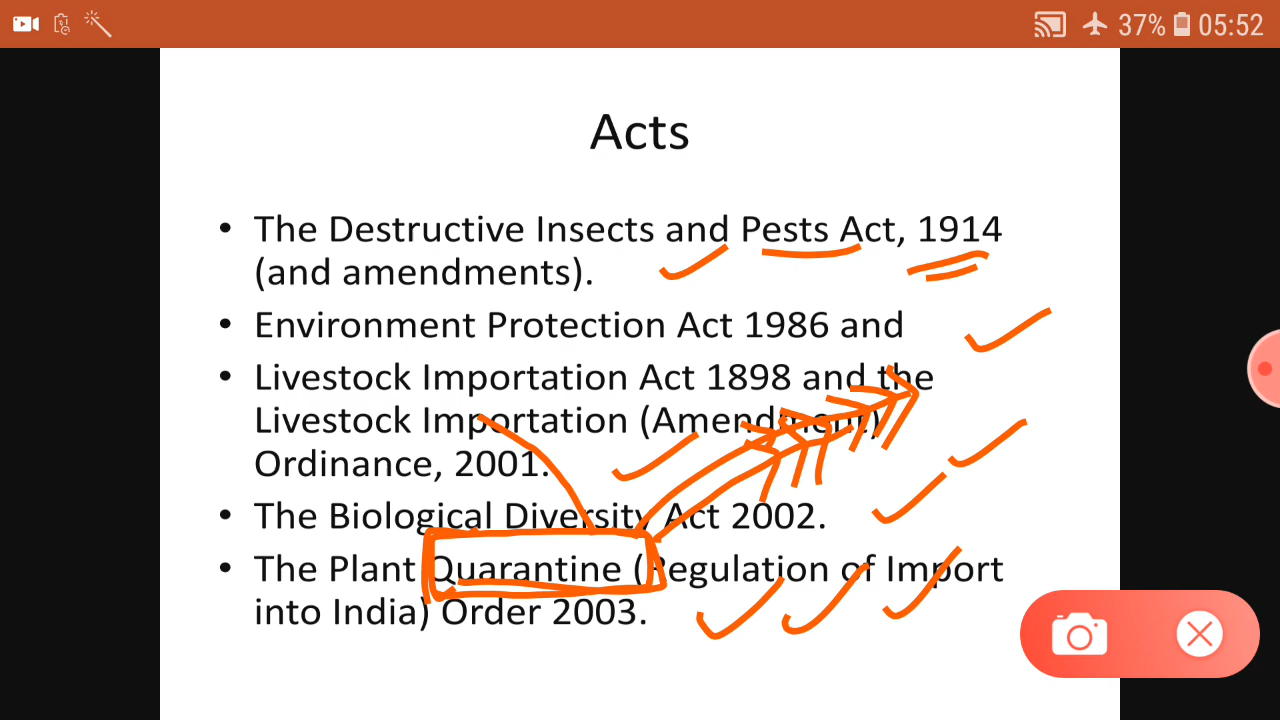 37% 05:52
Acts
• The Destructive Insects and Pests Act, 1914
(and amendments).
• Environment Protection Act 1986 and
• Livestock Importation Act 1898 and the
Livestock Importation (Amendment)
Ordinance, 2001.
• The Biological Diversity Act 2002.
• The Plant Quarantine (Regulation of Import
into India) Order 2003.